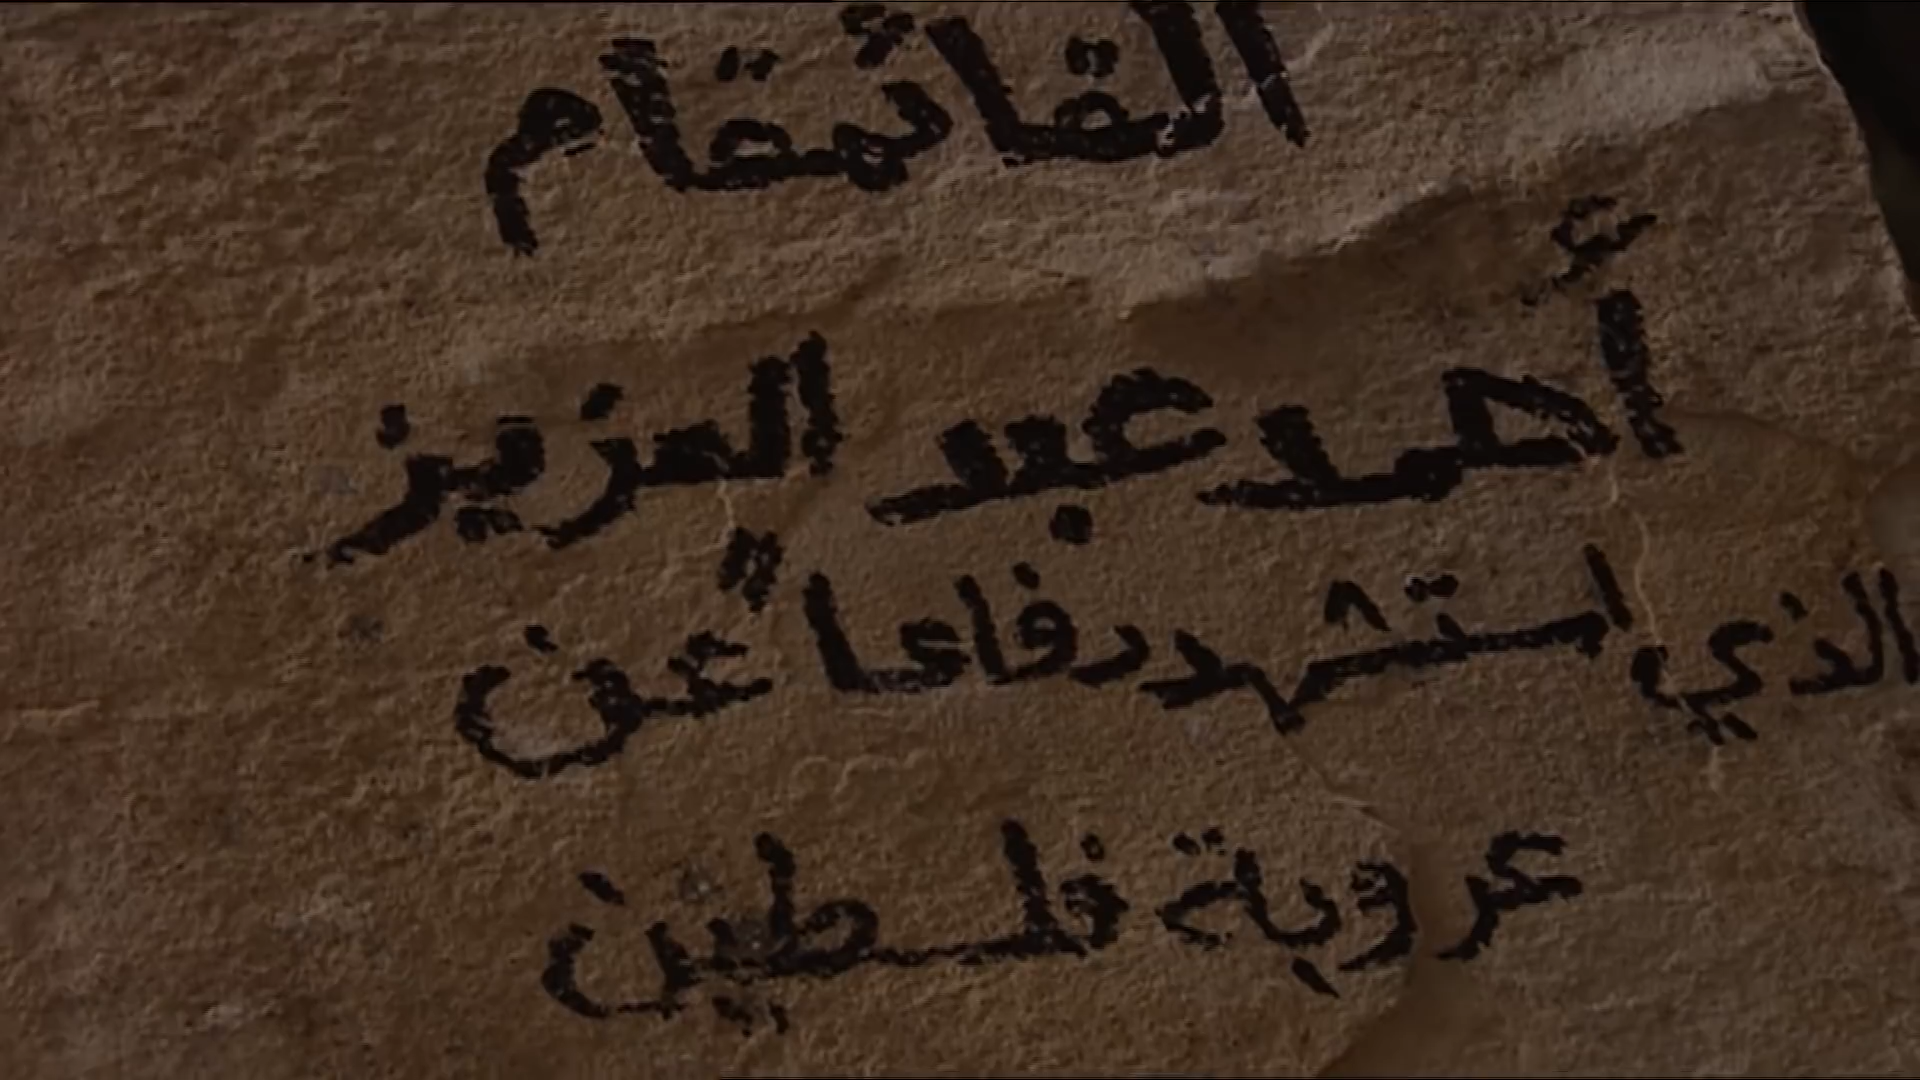 القائمقام
أحمد عبد العزيز
الذي استشهد دفاعاً عن
عروبة فلسطين